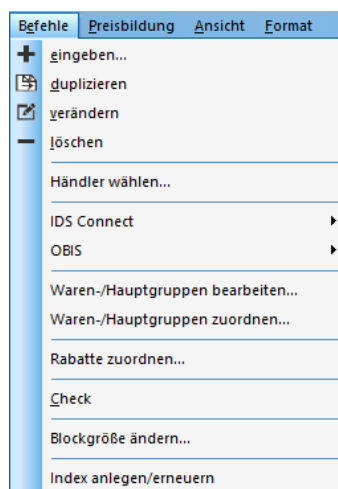 Befehle Preisbildung Ansicht Format
eingeben...
duplizieren
verändern
löschen
Händler wählen...
IDS Connect
OBIS
Waren-/Hauptgruppen bearbeiten...
Waren-/Hauptgruppen zuordnen...
Rabatte zuordnen...
Check
Blockgröße ändern...
Index anlegen/erneuern